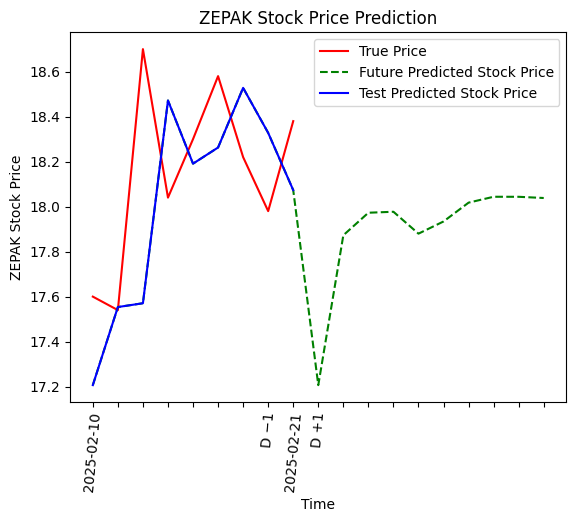 ZEPAK Stock Price Prediction
True Price
Future Predicted Stock Price
Test Predicted Stock Price
ZEPAK Stock Price
18.6
18.4
18.2
18.0
17.8
17.6
17.4
17.2
2025-02-10
D −1
2025-02-21
D +1
Time